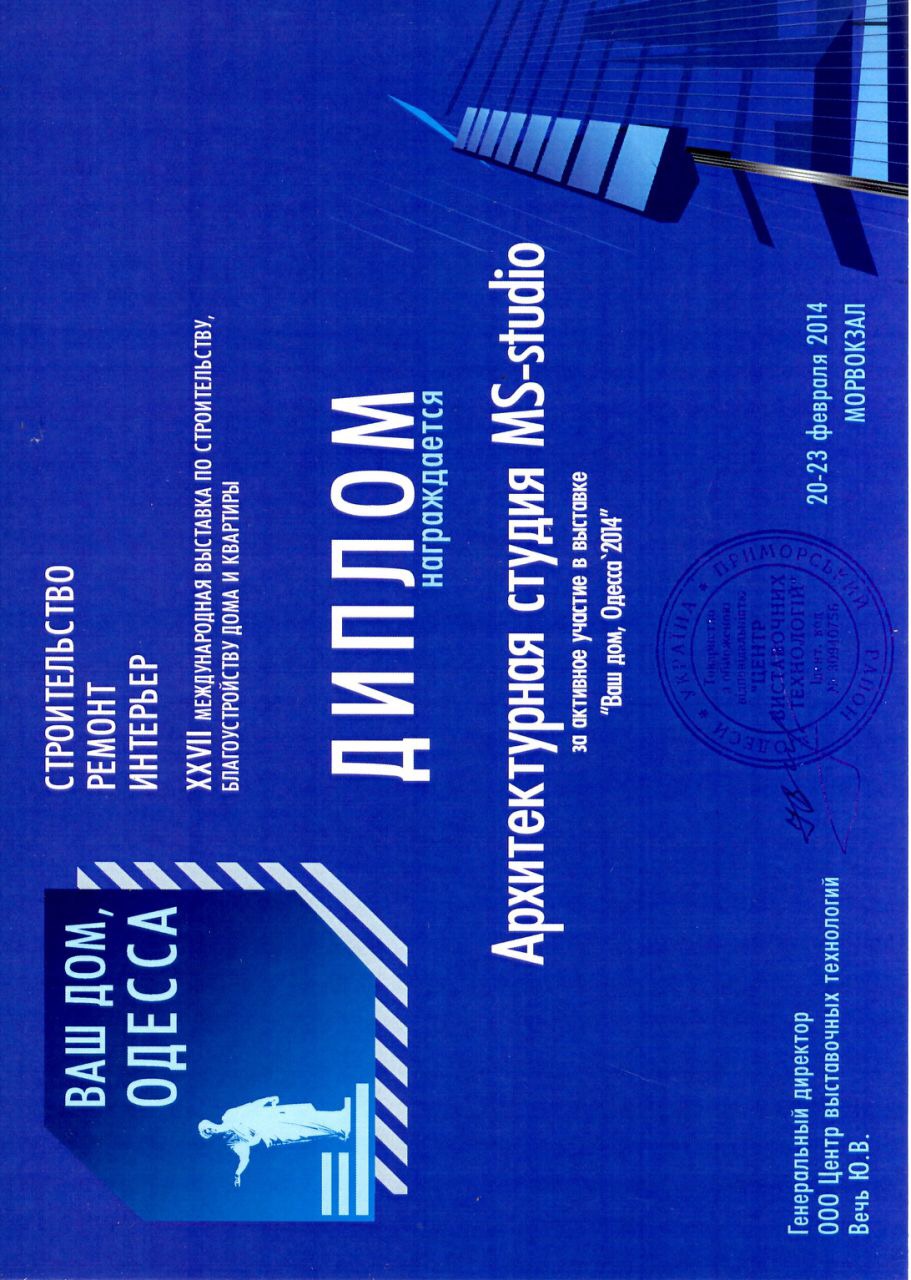 ВАШ ДОМ,
ОДЕССА
СТРОИТЕЛЬСТВО
РЕМОНТ
ИНТЕРЬЕР
XXVII МЕЖДУНАРОДНАЯ ВЫСТАВКА ПО СТРОИТЕЛЬСТВУ,
БЛАГОУСТРОЙСТВУ ДОМА И КВАРТИРЫ
ДИПЛОМ
награждается
Архитектурная студия MS-studio
за активное участие в выставке
“Ваш дом, Одесса`2014”
Генеральный директор
ООО Центр выставочных технологий
Вечь Ю.В.
УКРАЇНА * ПРИМОРСЬКИЙ РАЙОН ОДЕСИ *
Товариство
з обмеженою
відповідальністю
"ЦЕНТР
ВИСТАВОЧНИХ
ТЕХНОЛОГІЙ"
Ідент. код
№ 30910756
20-23 февраля 2014
МОРВОКЗАЛ